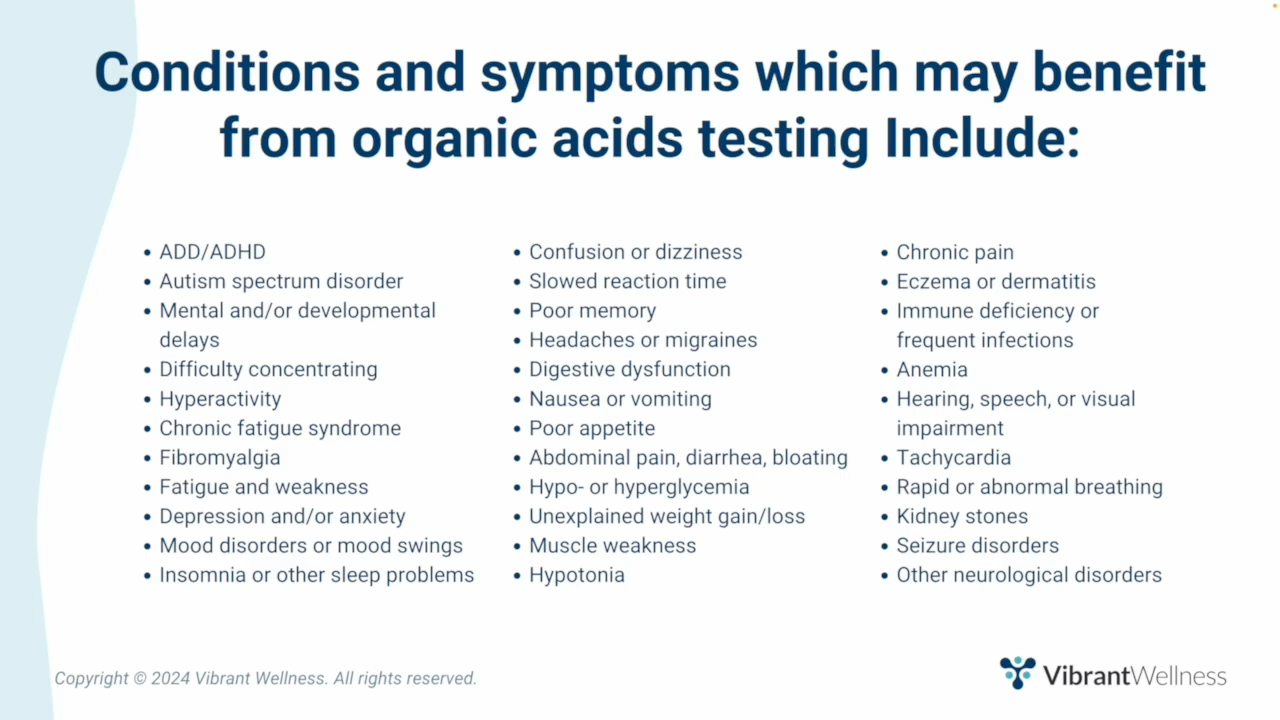 Conditions and symptoms which may benefit
from organic acids testing Include:
• ADD/ADHD
• Autism spectrum disorder
• Mental and/or developmental
delays
• Difficulty concentrating
• Hyperactivity
• Chronic fatigue syndrome
• Fibromyalgia
• Fatigue and weakness
• Depression and/or anxiety
• Mood disorders or mood swings
• Insomnia or other sleep problems
• Confusion or dizziness
• Slowed reaction time
• Poor memory
• Headaches or migraines
• Digestive dysfunction
• Nausea or vomiting
• Poor appetite
• Abdominal pain, diarrhea, bloating
• Hypo- or hyperglycemia
• Unexplained weight gain/loss
• Muscle weakness
• Hypotonia
• Chronic pain
• Eczema or dermatitis
• Immune deficiency or
frequent infections
• Anemia
• Hearing, speech, or visual
impairment
• Tachycardia
• Rapid or abnormal breathing
• Kidney stones
• Seizure disorders
• Other neurological disorders
Copyright © 2024 Vibrant Wellness. All rights reserved.
VibrantWellness